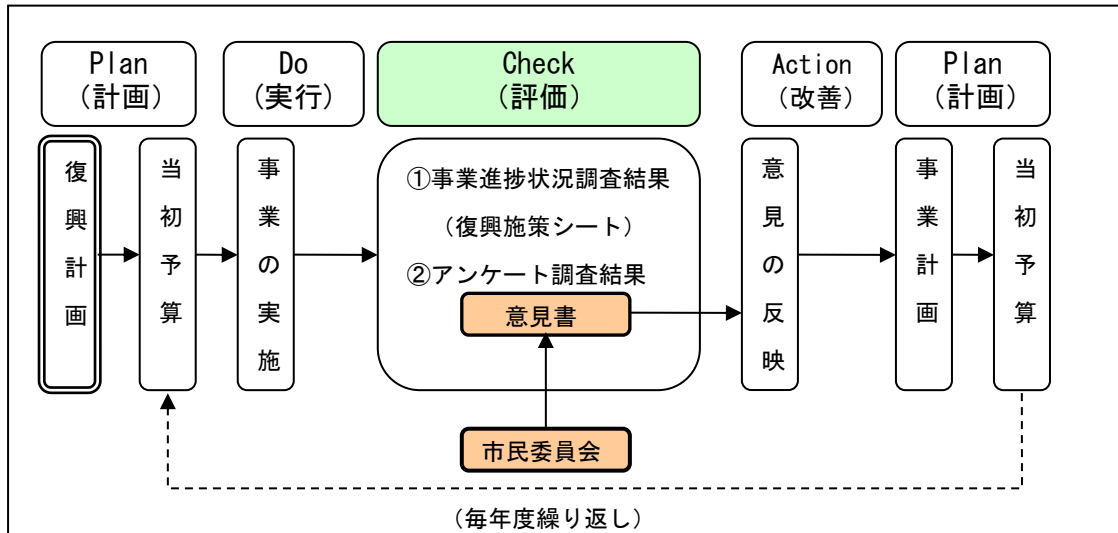 Plan
(計画)
Do
(実行)
Check
(評価)
Action
(改善)
Plan
(計画)
復興計画
当初予算
事業の実施
①事業進捗状況調査結果
(復興施策シート)
②アンケート調査結果
意見書
市民委員会
意見の反映
事業計画
当初予算
(毎年度繰り返し)